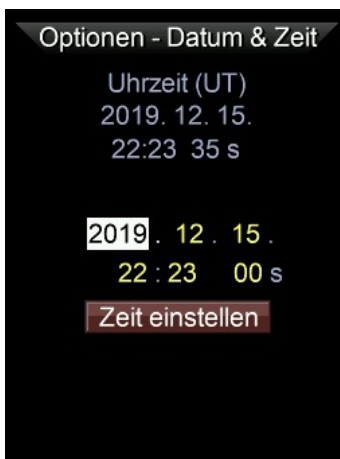 Optionen - Datum & Zeit
Uhrzeit (UT)
2019. 12. 15.
22:23 35 s
2019 . 12 . 15 .
22 : 23 00 s
Zeit einstellen